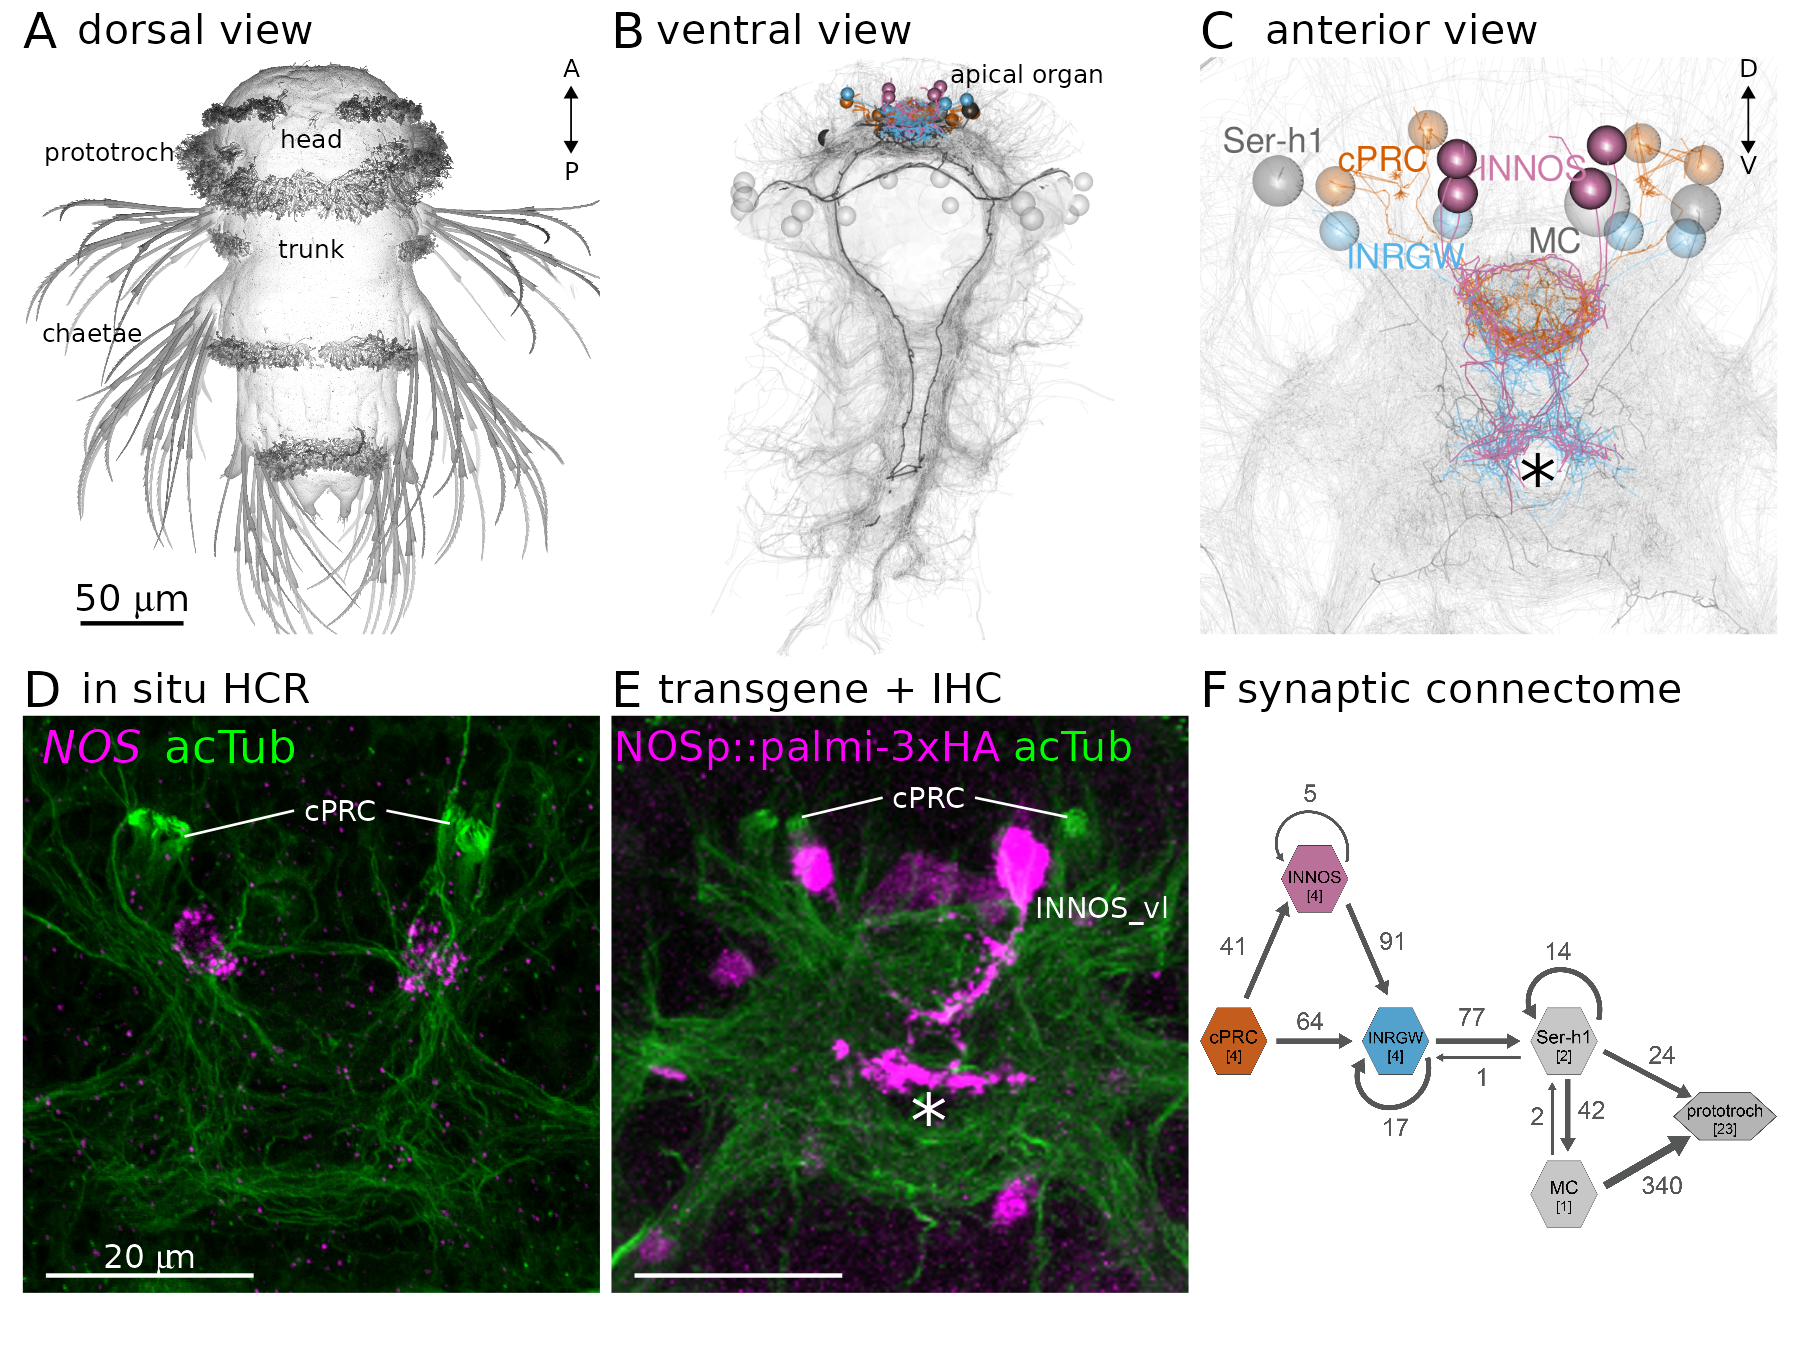 A dorsal view
A
P
prototroch
head
trunk
chaetae
50 μm
B ventral view
apical organ
C anterior view
D
V
Ser-h1
cPRC
INNOS
INRGW
MC
*
D in situ HCR
NOS acTub
cPRC
20 μm
E transgene + IHC
NOSp::palmi-3xHA acTub
cPRC
INNOS_vl
*
F synaptic connectome
5
INNOS
[4]
41
91
14
cPRC
[4]
64
INRGW
[4]
77
1
17
Ser-h1
[2]
24
2
42
prototroch
[23]
MC
[1]
340